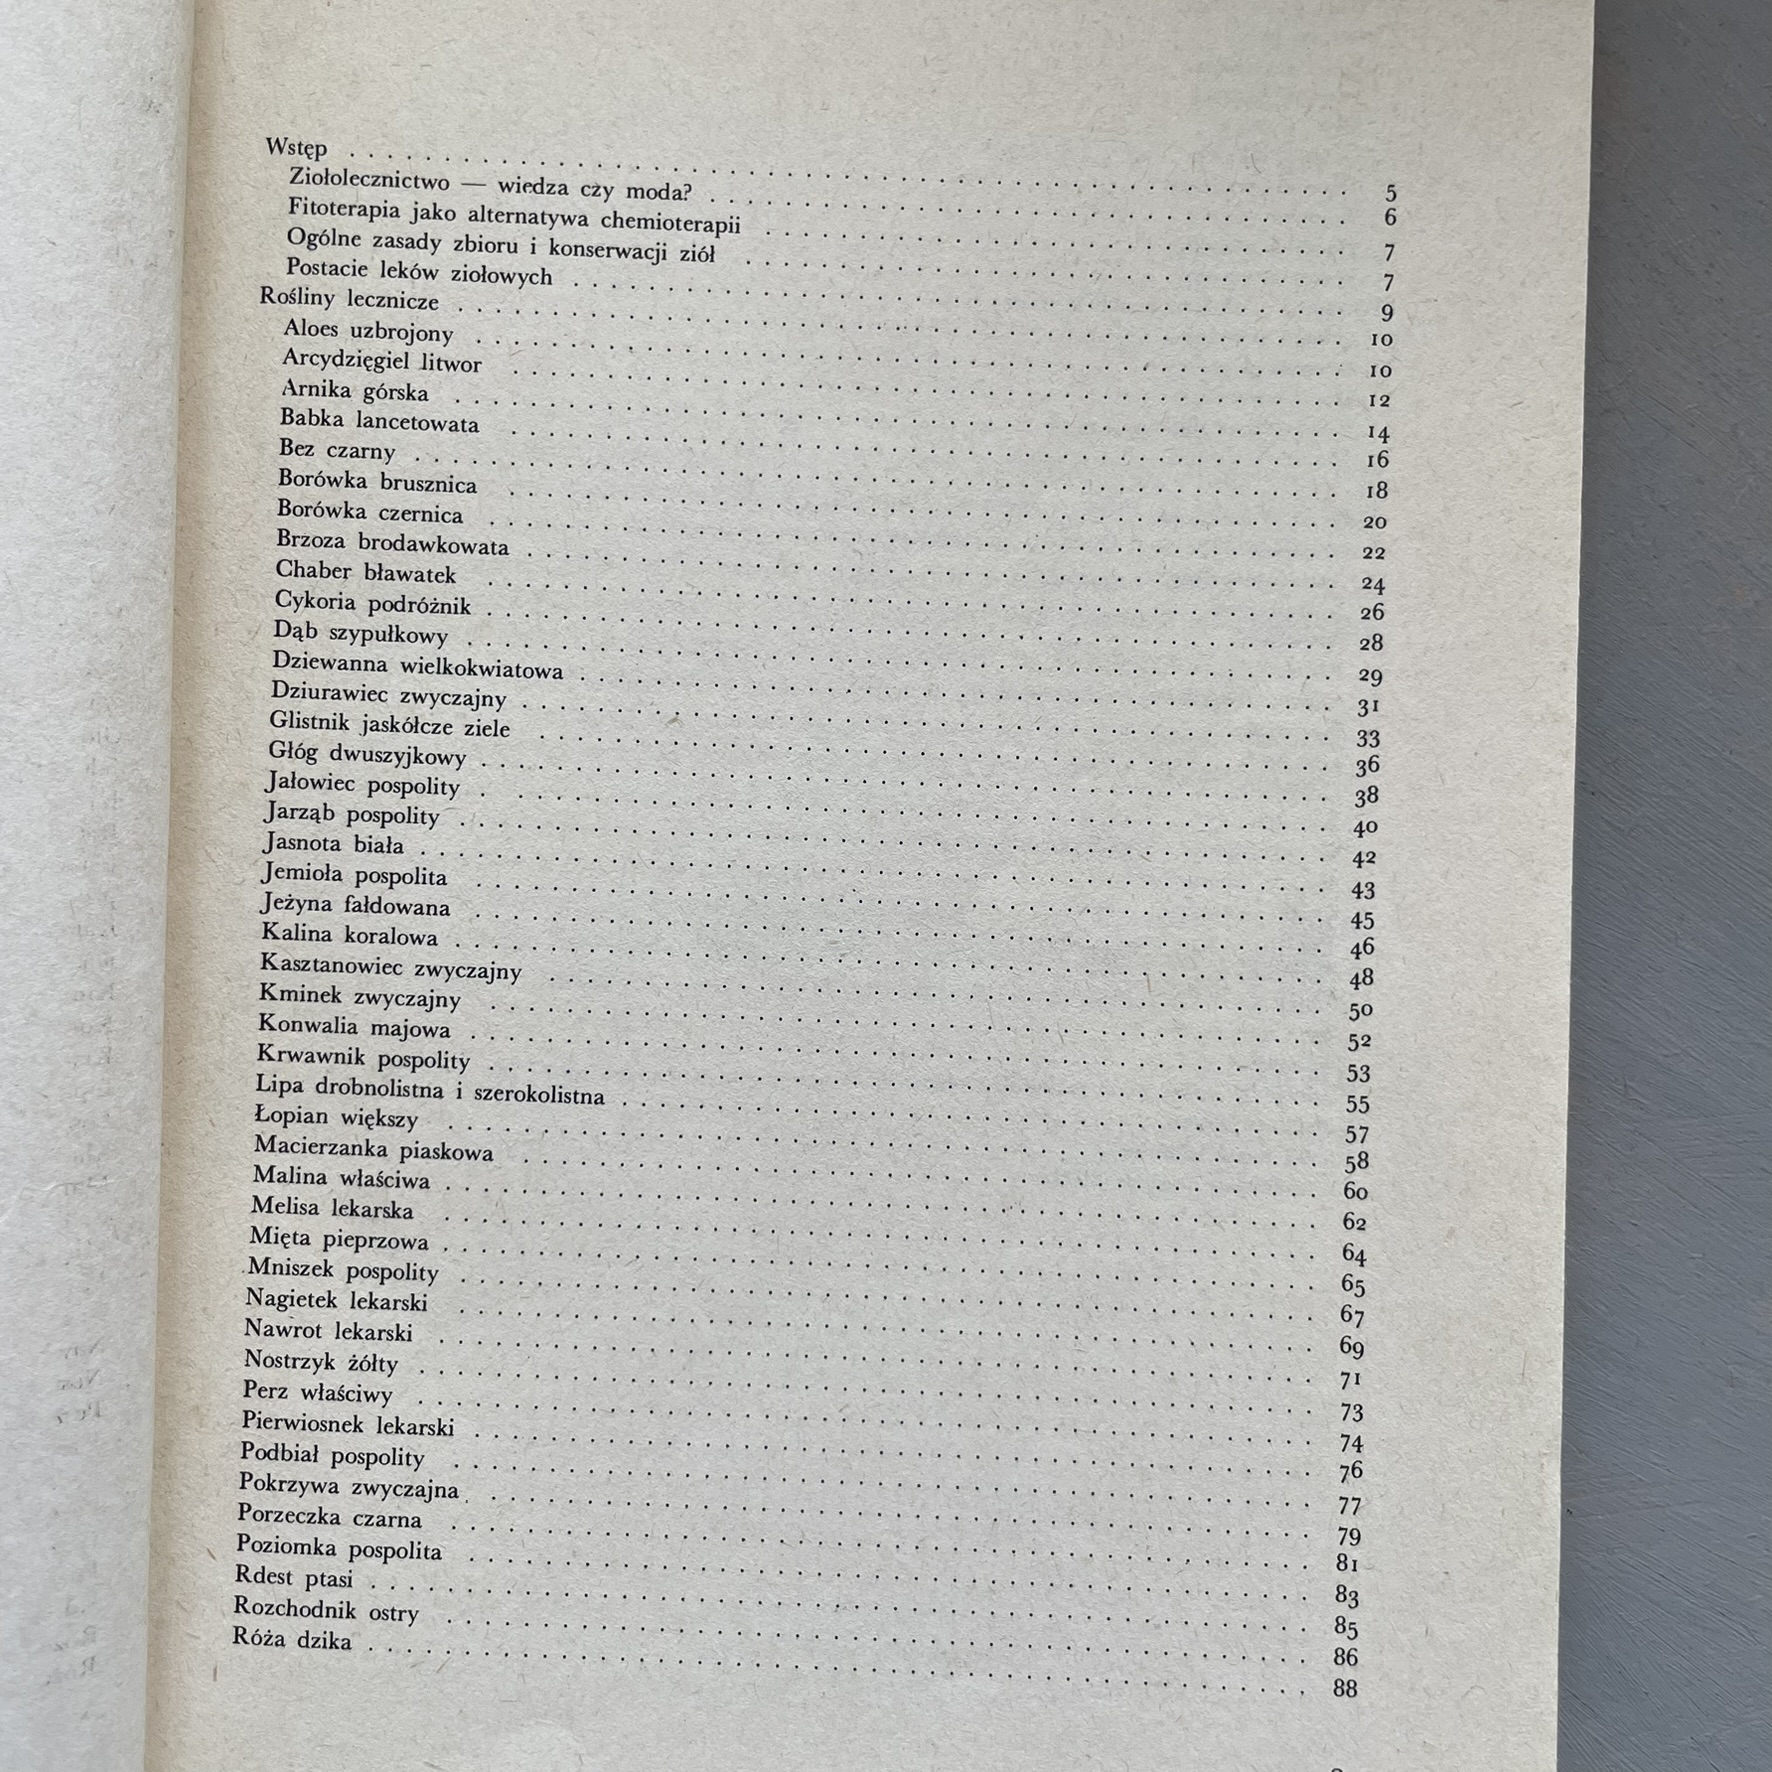 Wstęp . . . . . 5
Ziołolecznictwo — wiedza czy moda? . . . . . 6
Fitoterapia jako alternatywa chemioterapii . . . . . 7
Ogólne zasady zbioru i konserwacji ziół . . . . . 7
Postacie leków ziołowych . . . . . 9
Rośliny lecznicze . . . . . 10
Aloes uzbrojony . . . . . 10
Arcydzięgiel litwor . . . . . 12
Arnika górska . . . . . 14
Babka lancetowata . . . . . 16
Bez czarny . . . . . 18
Borówka brusznica . . . . . 20
Borówka czernica . . . . . 22
Brzoza brodawkowata . . . . . 24
Chaber bławatek . . . . . 26
Cykoria podróżnik . . . . . 28
Dąb szypułkowy . . . . . 29
Dziewanna wielkokwiatowa . . . . . 31
Dziurawiec zwyczajny . . . . . 33
Glistnik jaskółcze ziele . . . . . 36
Głóg dwuszyjkowy . . . . . 38
Jałowiec pospolity . . . . . 40
Jarząb pospolity . . . . . 42
Jasnota biała . . . . . 43
Jemioła pospolita . . . . . 45
Jeżyna fałdowana . . . . . 46
Kalina koralowa . . . . . 48
Kasztanowiec zwyczajny . . . . . 50
Kminek zwyczajny . . . . . 52
Konwalia majowa . . . . . 53
Krwawnik pospolity . . . . . 55
Lipa drobnolistna i szerokolistna . . . . . 57
Łopian większy . . . . . 58
Macierzanka piaskowa . . . . . 60
Malina właściwa . . . . . 62
Melisa lekarska . . . . . 64
Mięta pieprzowa . . . . . 65
Mniszek pospolity . . . . . 67
Nagietek lekarski . . . . . 69
Nawrot lekarski . . . . . 71
Nostrzyk żółty . . . . . 73
Perz właściwy . . . . . 74
Pierwiosnek lekarski . . . . . 76
Podbiał pospolity . . . . . 77
Pokrzywa zwyczajna . . . . . 79
Porzeczka czarna . . . . . 81
Poziomka pospolita . . . . . 83
Rdest ptasi . . . . . 85
Rozchodnik ostry . . . . . 86
Róża dzika . . . . . 88